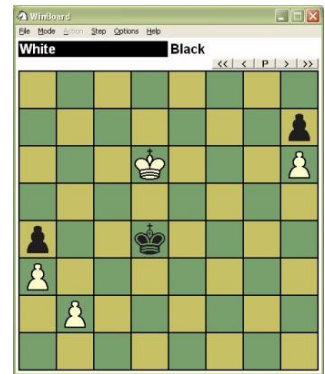 WinBoard
File Mode Action Step Options Help
White Black
<< < P > >>